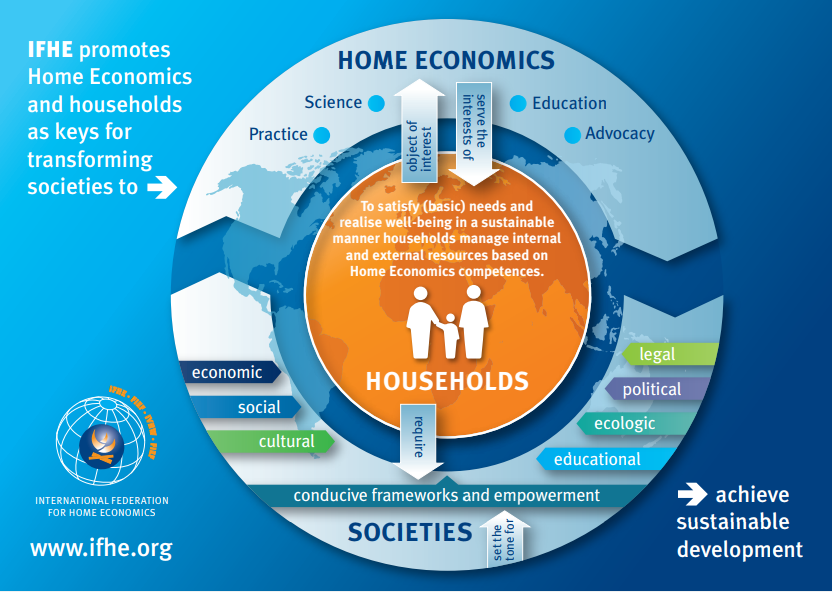 IFHE promotes
Home Economics
and households
as keys for
transforming
societies to
HOME ECONOMICS
Science
Education
Practice
Advocacy
object of
interest
serve the
interests of
To satisfy (basic) needs and
realise well-being in a sustainable
manner households manage internal
and external resources based on
Home Economics competences.
HOUSEHOLDS
economic
social
cultural
legal
political
ecologic
educational
require
conducive frameworks and empowerment
SOCIETIES
set the
tone for
IFHE • FIEF • IVHW • FIEH
INTERNATIONAL FEDERATION
FOR HOME ECONOMICS
www.ifhe.org
achieve
sustainable
development